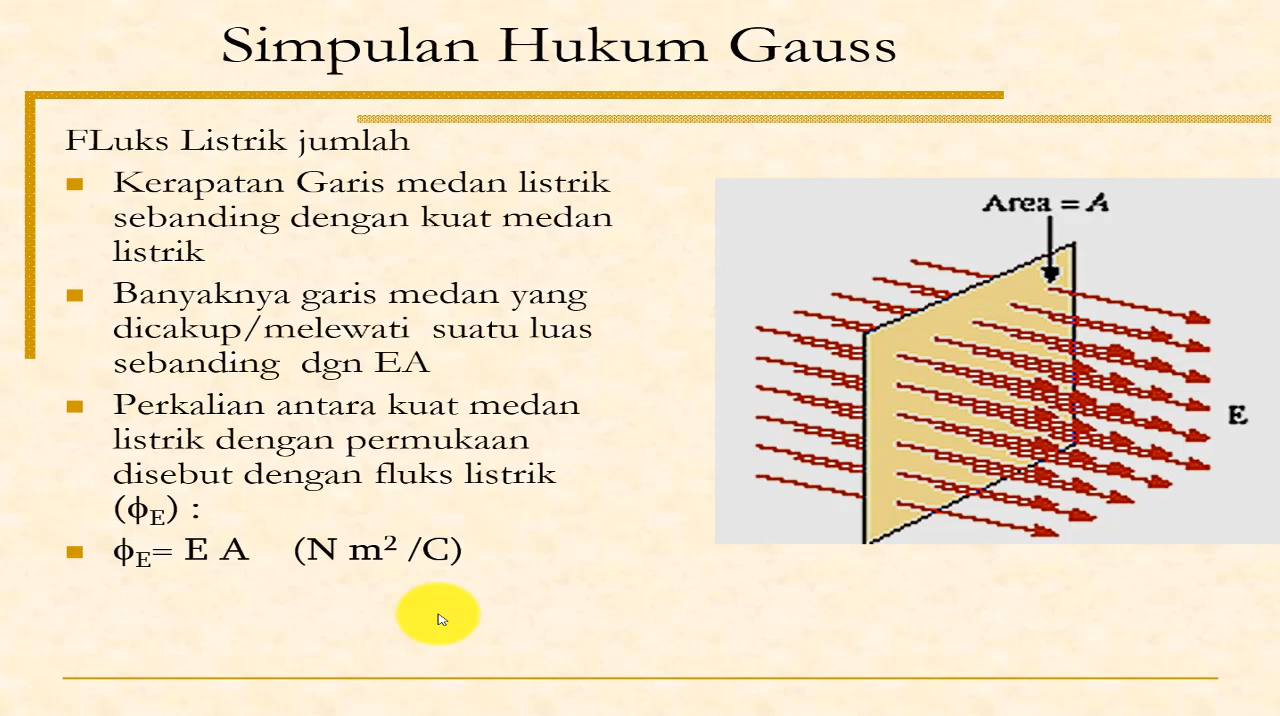 Simpulan Hukum Gauss
FLuks Listrik jumlah
Kerapatan Garis medan listrik
sebanding dengan kuat medan
listrik
Banyaknya garis medan yang
dicakup/melewati suatu luas
sebanding dgn EA
Perkalian antara kuat medan
listrik dengan permukaan
disebut dengan fluks listrik
(ϕE) :
ϕE= E A (N m² /C)
Area = A
E